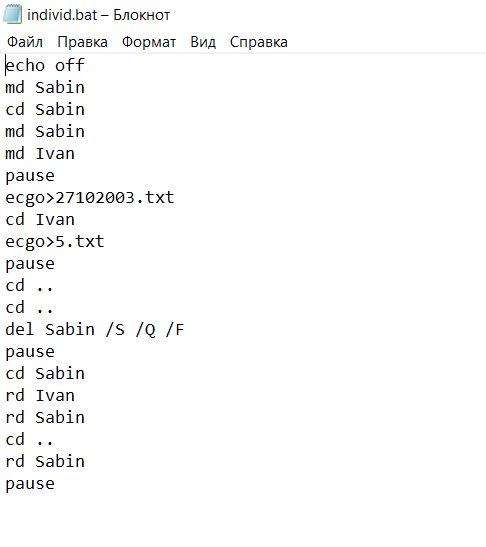 individ.bat – Блокнот
Файл Правка Формат Вид Справка
echo off
md Sabin
cd Sabin
md Sabin
md Ivan
pause
ecgo>27102003.txt
cd Ivan
ecgo>5.txt
pause
cd ..
cd ..
del Sabin /S /Q /F
pause
cd Sabin
rd Ivan
rd Sabin
cd ..
rd Sabin
pause